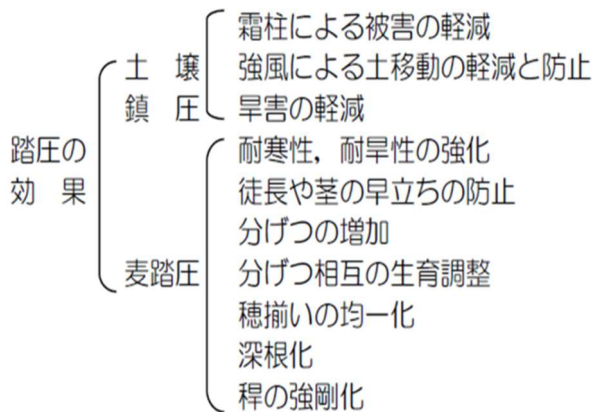 踏圧の
効 果
土 壌
鎮 圧
霜柱による被害の軽減
強風による土移動の軽減と防止
旱害の軽減
麦踏圧
耐寒性，耐旱性の強化
徒長や茎の早立ちの防止
分げつの増加
分げつ相互の生育調整
穂揃いの均一化
深根化
稈の強剛化